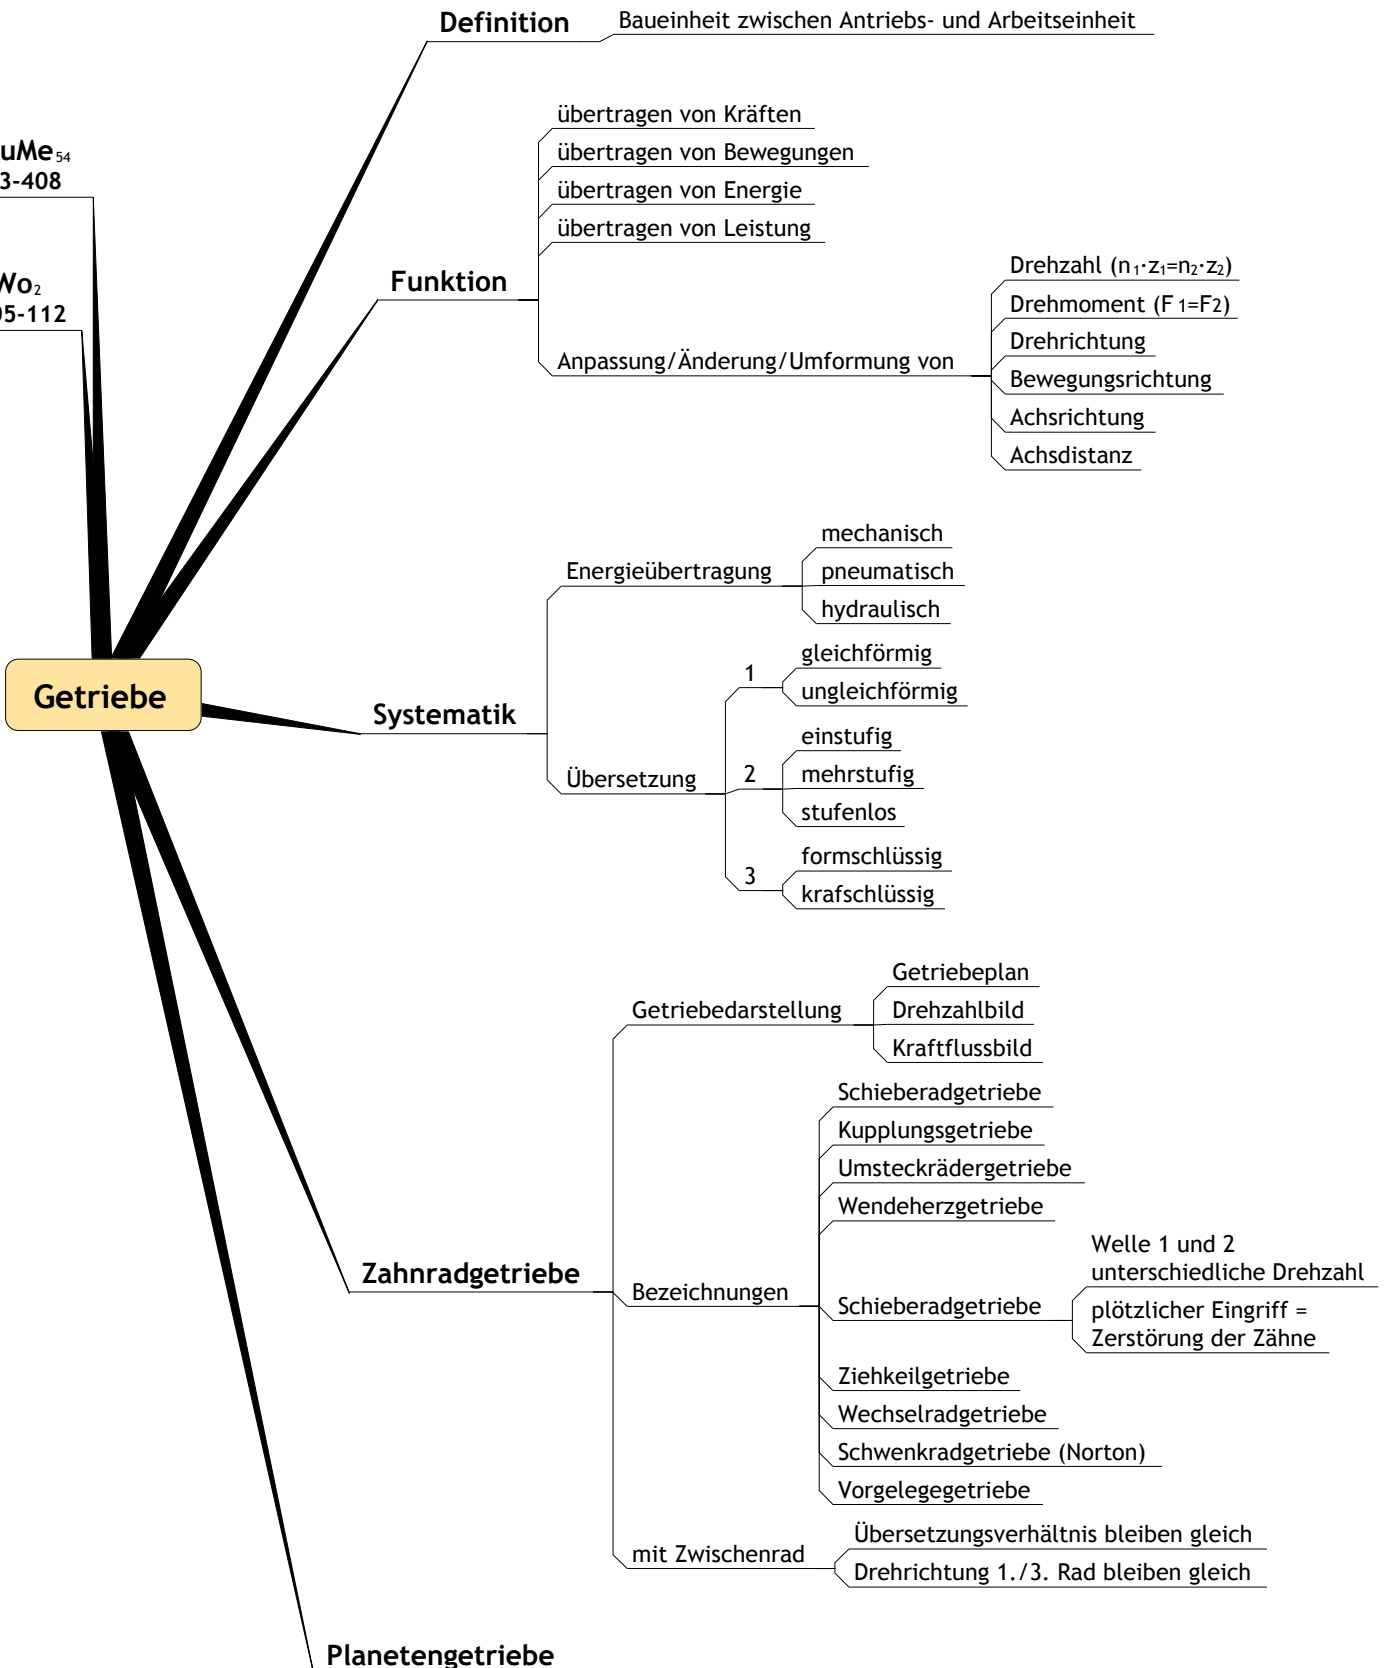 Definition
Baueinheit zwischen Antriebs- und Arbeitseinheit
uMe54
3-408
Wo2
95-112
Funktion
übertragen von Kräften
übertragen von Bewegungen
übertragen von Energie
übertragen von Leistung
Anpassung/Änderung/Umformung von
Drehzahl (n₁·z₁=n₂·z₂)
Drehmoment (F 1=F2)
Drehrichtung
Bewegungsrichtung
Achsrichtung
Achsdistanz
Getriebe
Systematik
Energieübertragung
mechanisch
pneumatisch
hydraulisch
Übersetzung
1
gleichförmig
ungleichförmig
2
einstufig
mehrstufig
stufenlos
3
formschlüssig
krafschlüssig
Zahnradgetriebe
Getriebedarstellung
Getriebeplan
Drehzahlbild
Kraftflussbild
Bezeichnungen
Schieberadgetriebe
Kupplungsgetriebe
Umsteckrädergetriebe
Wendeherzgetriebe
Schieberadgetriebe
Welle 1 und 2
unterschiedliche Drehzahl
plötzlicher Eingriff =
Zerstörung der Zähne
Ziehkeilgetriebe
Wechselradgetriebe
Schwenkradgetriebe (Norton)
Vorgelegegetriebe
mit Zwischenrad
Übersetzungsverhältnis bleiben gleich
Drehrichtung 1./3. Rad bleiben gleich
Planetengetriebe